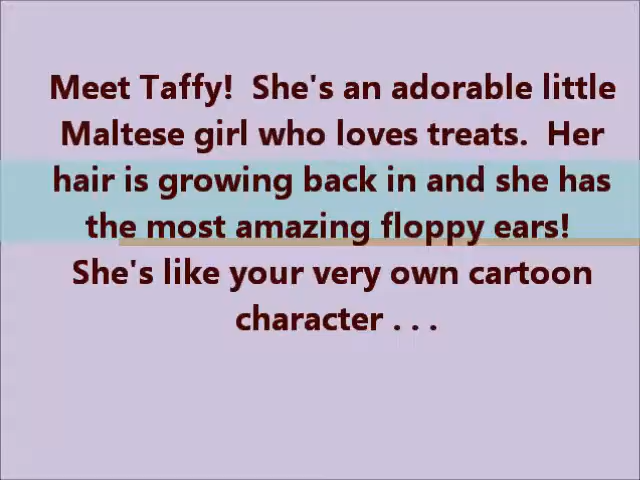 Meet Taffy!  She's an adorable little
Maltese girl who loves treats.  Her
hair is growing back in and she has
the most amazing floppy ears!
She's like your very own cartoon
character . . .